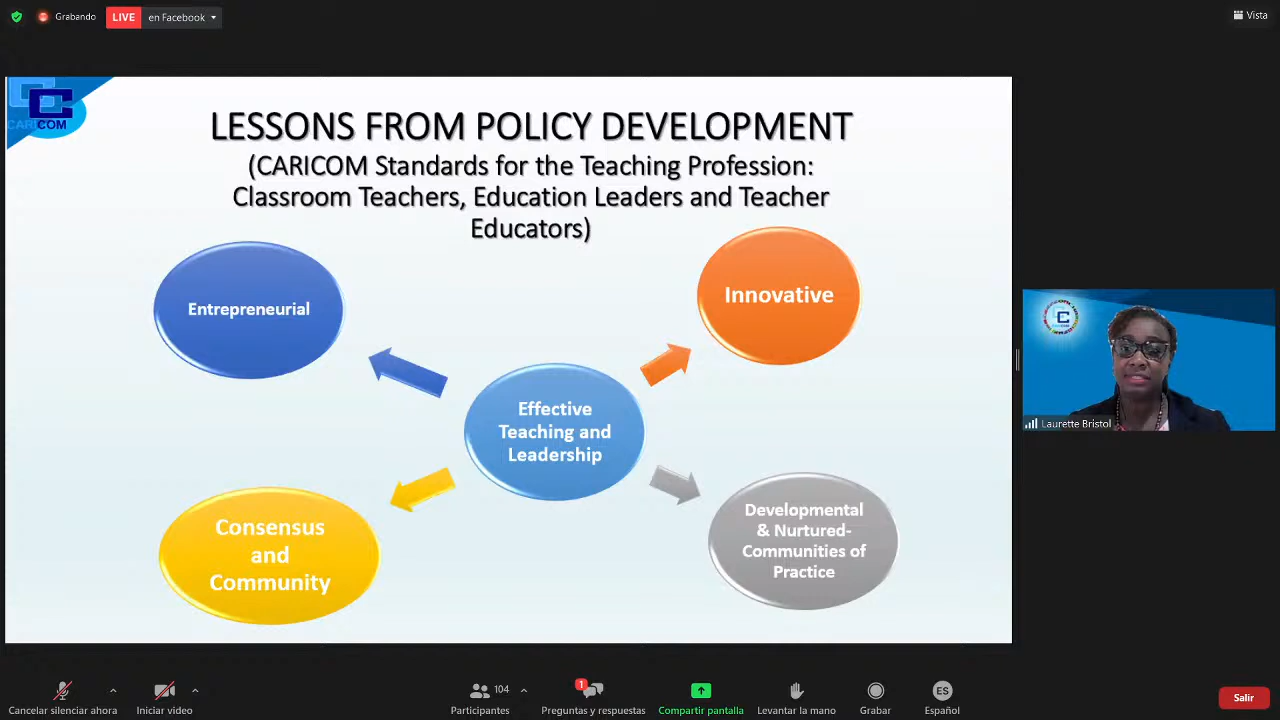 Grabando
LIVE
en Facebook
Vista
CARICOM
LESSONS FROM POLICY DEVELOPMENT
(CARICOM Standards for the Teaching Profession:
Classroom Teachers, Education Leaders and Teacher
Educators)
Entrepreneurial
Innovative
Effective
Teaching and
Leadership
Consensus
and
Community
Developmental
& Nurtured-
Communities of
Practice
Laurette Bristol
Cancelar silenciar ahora
Iniciar video
104
Participantes
1
Preguntas y respuestas
Compartir pantalla
Levantar la mano
Grabar
ES
Español
Salir